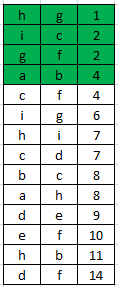 h g 1
i c 2
g f 2
a b 4
c f 4
i g 6
h i 7
c d 7
b c 8
a h 8
d e 9
e f 10
h b 11
d f 14